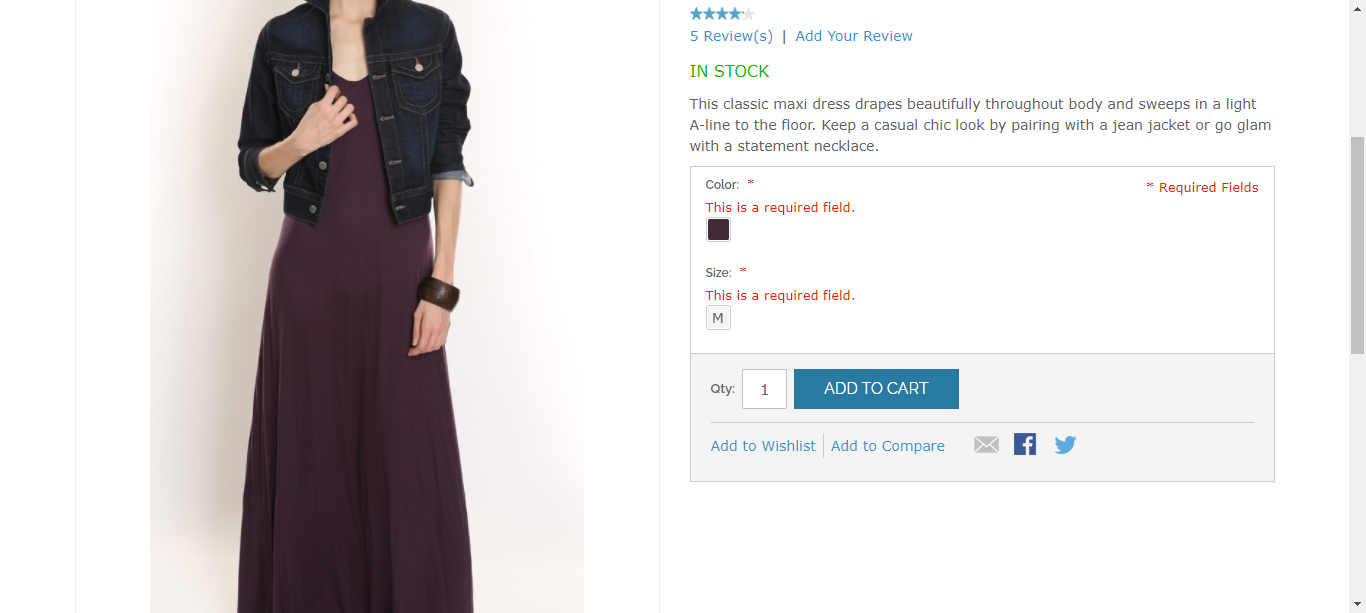 5 Review(s) | Add Your Review
IN STOCK
This classic maxi dress drapes beautifully throughout body and sweeps in a light
A-line to the floor. Keep a casual chic look by pairing with a jean jacket or go glam
with a statement necklace.
Color: *
* Required Fields
This is a required field.
Size: *
This is a required field.
M
Qty: 1 ADD TO CART
Add to Wishlist | Add to Compare